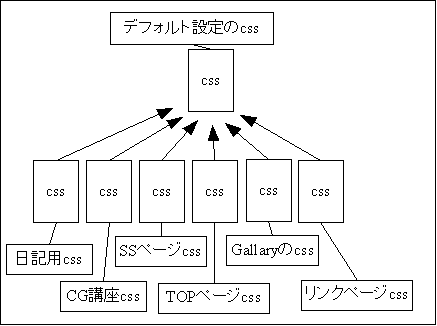 デフォルト設定のcss
css
css
css
css
css
css
css
日記用css
CG講座css
SSページcss
TOPページcss
Gallaryのcss
リンクページcss